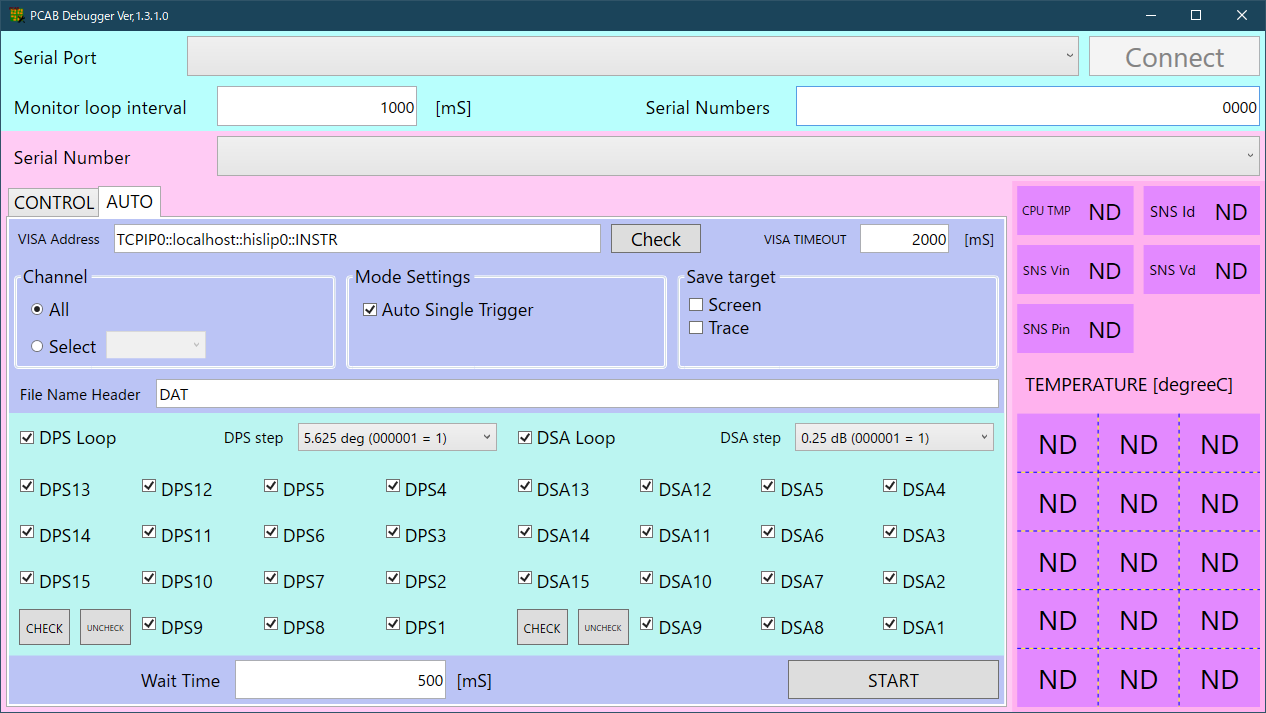 PCAB Debugger Ver,1.3.1.0
Serial Port Connect
Monitor loop interval 1000 [mS] Serial Numbers 0000
Serial Number
CONTROL AUTO
VISA Address TCPIP0::localhost::hislip0::INSTR Check VISA TIMEOUT 2000 [mS]
Channel Mode Settings Save target
All Auto Single Trigger Screen
Trace
Select
File Name Header DAT
DPS Loop DPS step 5.625 deg (000001 = 1) DSA Loop DSA step 0.25 dB (000001 = 1)
DPS13 DPS12 DPS5 DPS4 DSA13 DSA12 DSA5 DSA4
DPS14 DPS11 DPS6 DPS3 DSA14 DSA11 DSA6 DSA3
DPS15 DPS10 DPS7 DPS2 DSA15 DSA10 DSA7 DSA2
CHECK UNCHECK DPS9 DPS8 DPS1 CHECK UNCHECK DSA9 DSA8 DSA1
Wait Time 500 [mS] START
CPU TMP ND SNS Id ND
SNS Vin ND SNS Vd ND
SNS Pin ND
TEMPERATURE [degreeC]
ND ND ND
ND ND ND
ND ND ND
ND ND ND
ND ND ND